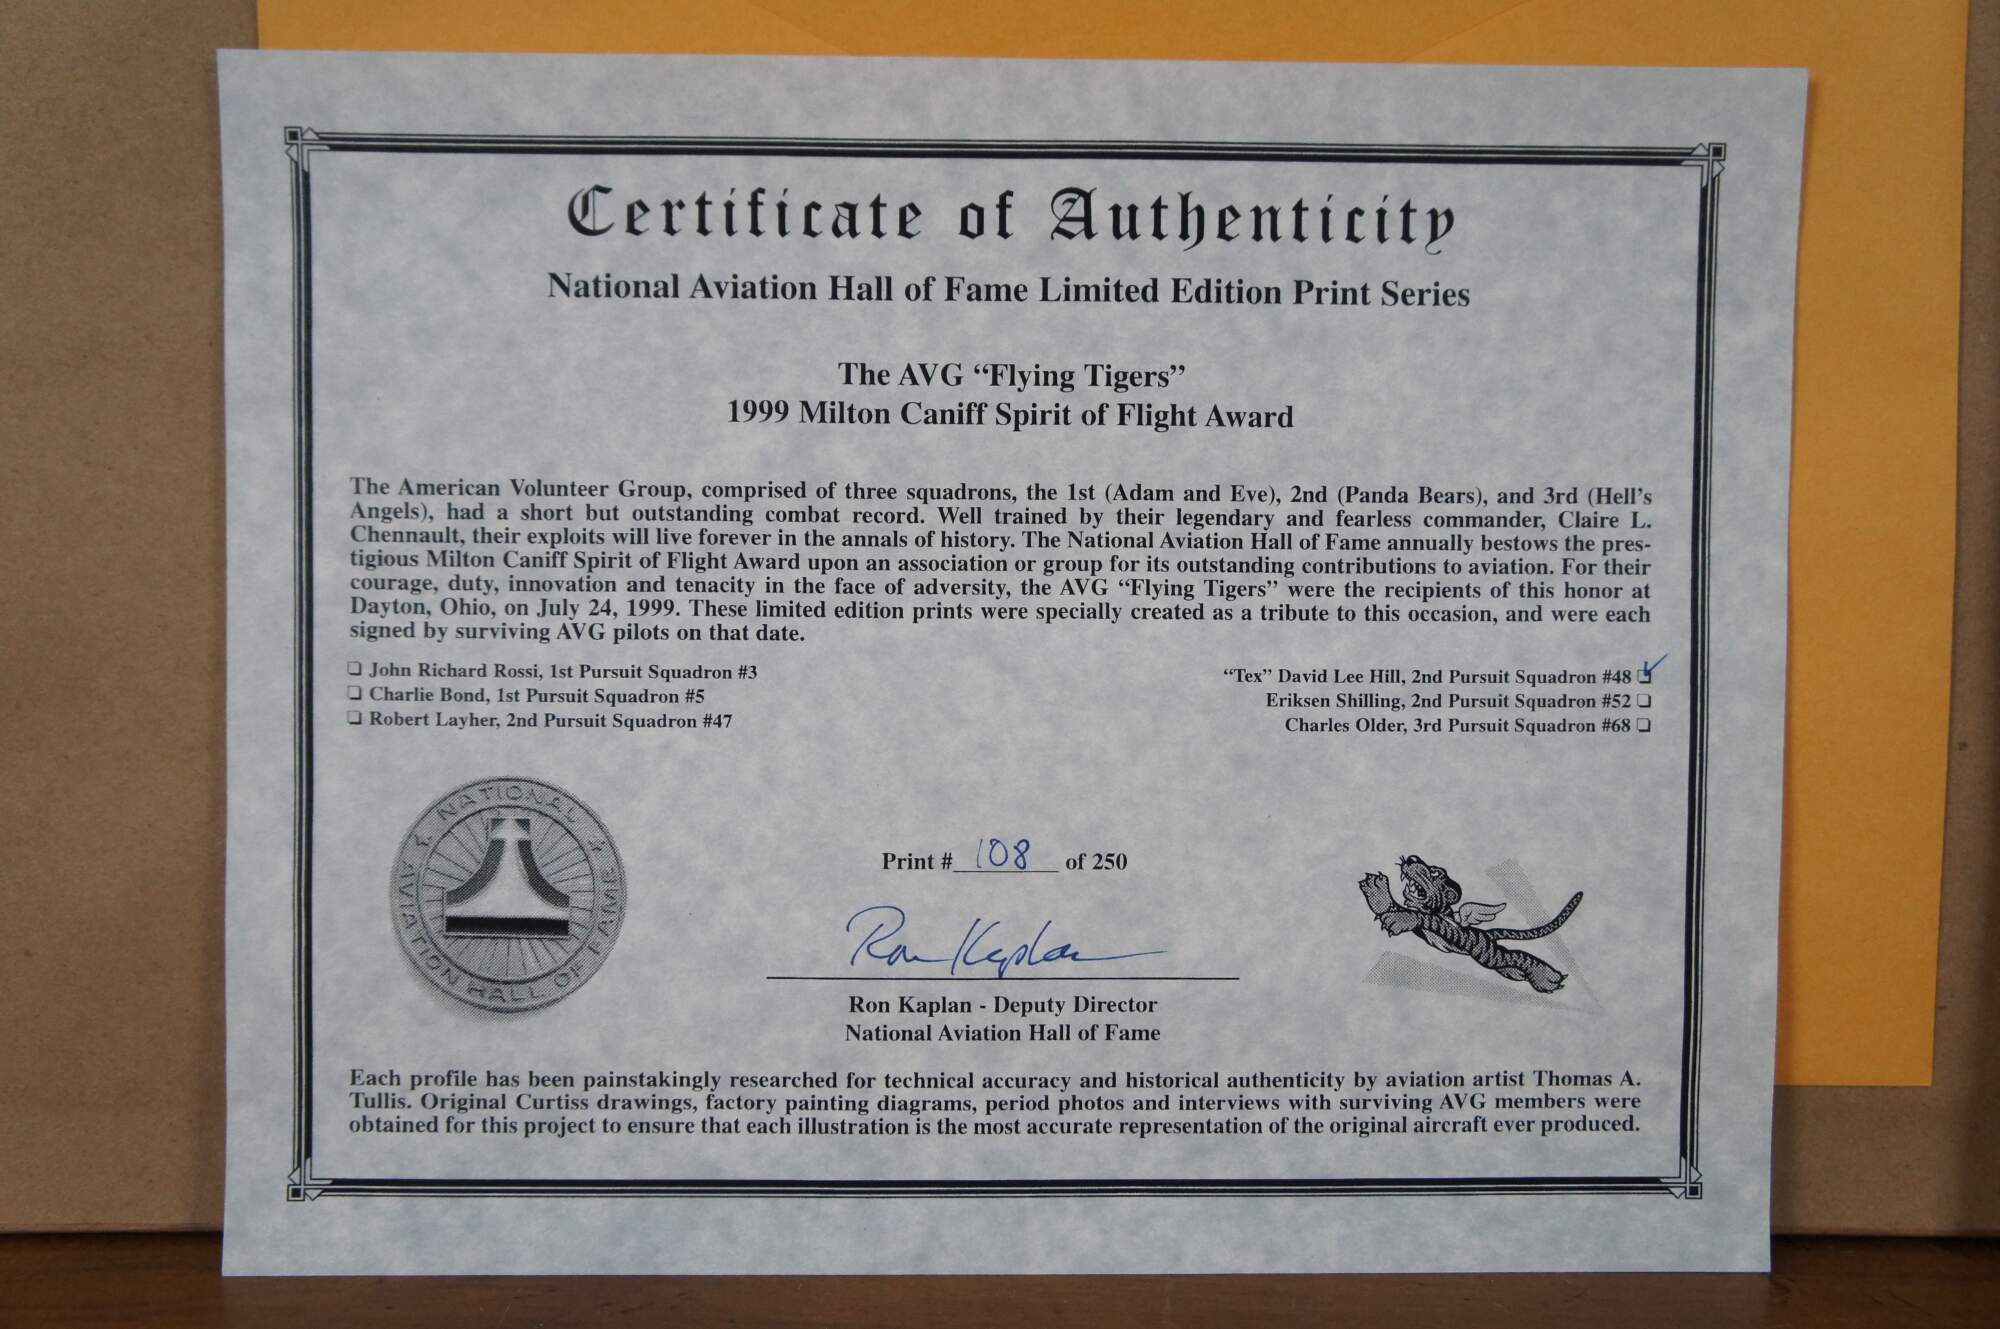 Certificate of Authenticity
National Aviation Hall of Fame Limited Edition Print Series
The AVG “Flying Tigers”
1999 Milton Caniff Spirit of Flight Award
The American Volunteer Group, comprised of three squadrons, the 1st (Adam and Eve), 2nd (Panda Bears), and 3rd (Hell’s
Angels), had a short but outstanding combat record. Well trained by their legendary and fearless commander, Claire L.
Chennault, their exploits will live forever in the annals of history. The National Aviation Hall of Fame annually bestows the pres-
tigious Milton Caniff Spirit of Flight Award upon an association or group for its outstanding contributions to aviation. For their
courage, duty, innovation and tenacity in the face of adversity, the AVG “Flying Tigers” were the recipients of this honor at
Dayton, Ohio, on July 24, 1999. These limited edition prints were specially created as a tribute to this occasion, and were each
signed by surviving AVG pilots on that date.
❏ John Richard Rossi, 1st Pursuit Squadron #3
❏ Charlie Bond, 1st Pursuit Squadron #5
❏ Robert Layher, 2nd Pursuit Squadron #47
“Tex” David Lee Hill, 2nd Pursuit Squadron #48 ❏
Eriksen Shilling, 2nd Pursuit Squadron #52 ❏
Charles Older, 3rd Pursuit Squadron #68 ❏
NATIONAL AVIATION HALL OF FAME
Print # 108 of 250
Ron Kaplan
Ron Kaplan - Deputy Director
National Aviation Hall of Fame
Each profile has been painstakingly researched for technical accuracy and historical authenticity by aviation artist Thomas A.
Tullis. Original Curtiss drawings, factory painting diagrams, period photos and interviews with surviving AVG members were
obtained for this project to ensure that each illustration is the most accurate representation of the original aircraft ever produced.